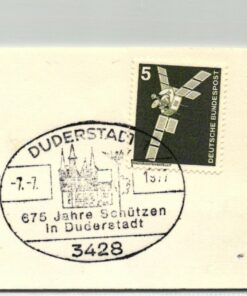 5
DEUTSCHE BUNDESPOST
DUDERSTADT
-7.-7. 1977
675 Jahre Schützen
in Duderstadt
3428